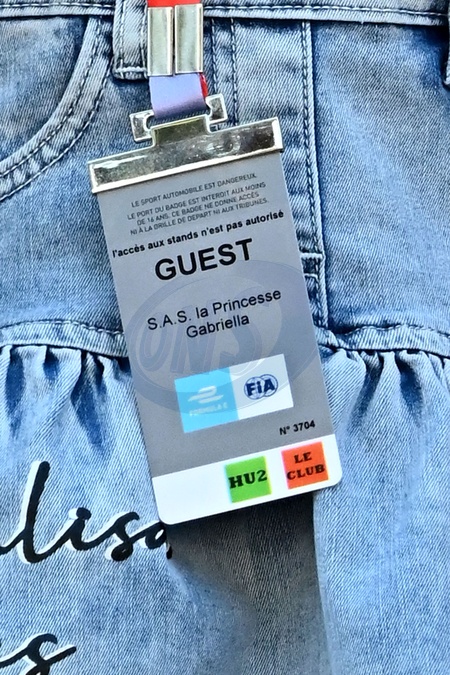 LE SPORT AUTOMOBILE EST DANGEREUX.
LE PORT DU BADGE EST INTERDIT AUX MOINS
DE 16 ANS. CE BADGE NE DONNE ACCÈS
NI À LA GRILLE DE DEPART NI AUX TRIBUNES.
l'accès aux stands n'est pas autorisé
GUEST
S.A.S. la Princesse
Gabriella
FORMULA E
FIA
N° 3704
HU2
LE
CLUB